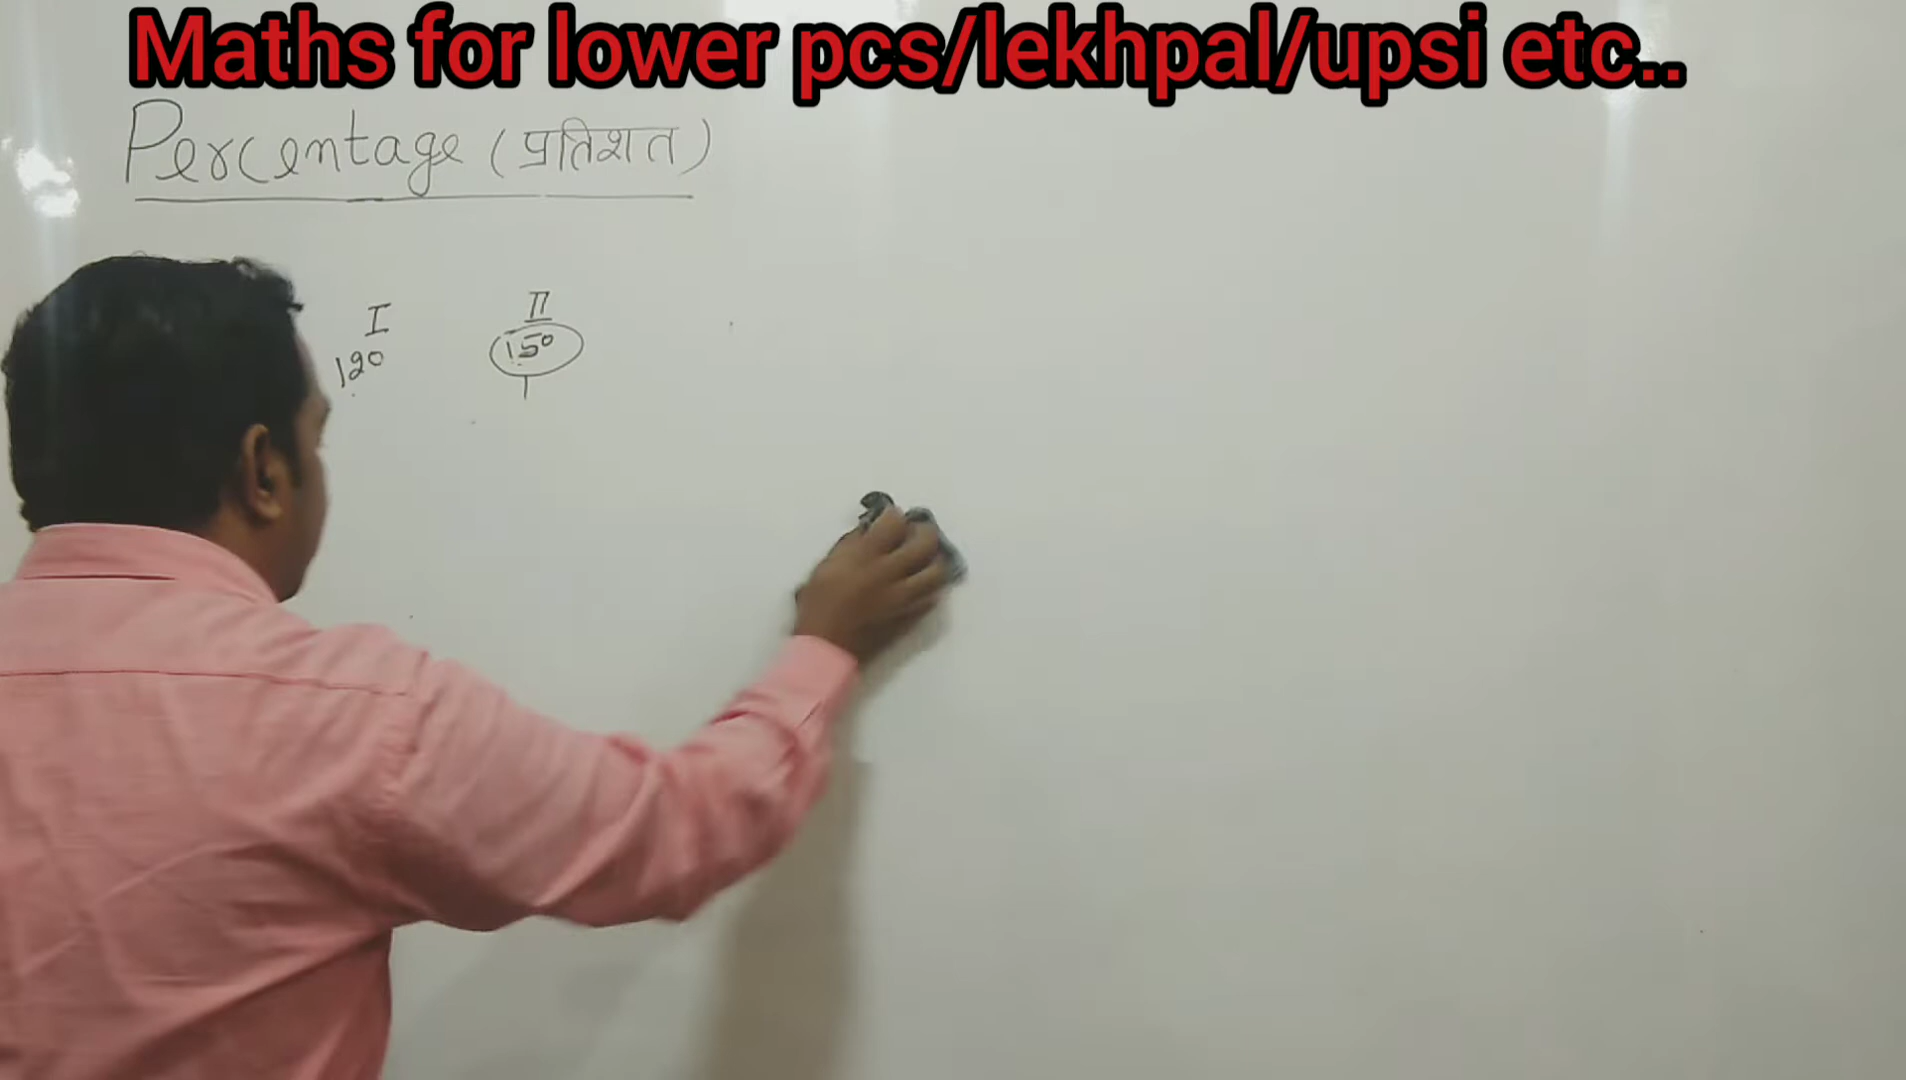 Maths for lower pcs/lekhpal/upsi etc..
Percentage (प्रतिशत)
I II
120 150